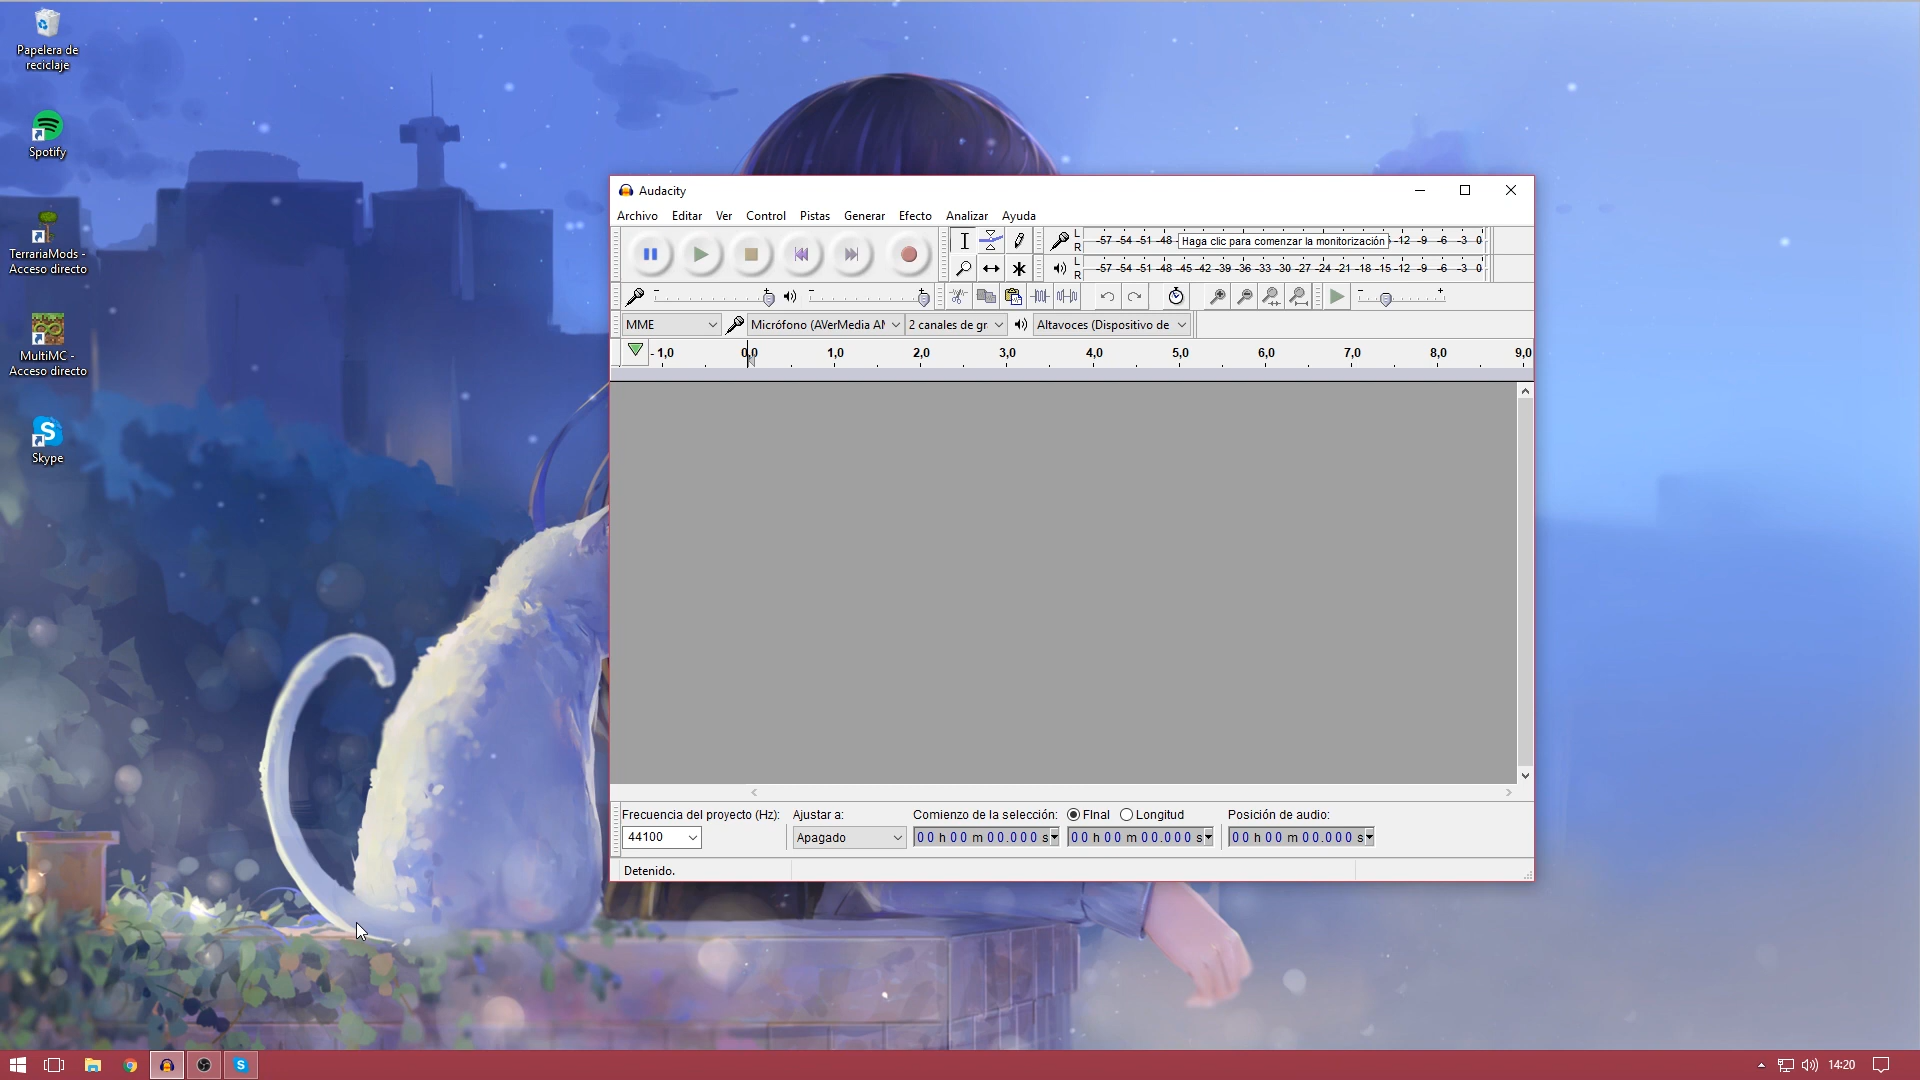 Papelera de
reciclaje
Spotify
TerrariaMods -
Acceso directo
MultiMC -
Acceso directo
Skype
Audacity
Archivo Editar Ver Control Pistas Generar Efecto Analizar Ayuda
L
R
-57 -54 -51 -48 Haga clic para comenzar la monitorización -12 -9 -6 -3 0
L
R
-57 -54 -51 -48 -45 -42 -39 -36 -33 -30 -27 -24 -21 -18 -15 -12 -9 -6 -3 0
MME Micrófono (AVerMedia AM 2 canales de gr Altavoces (Dispositivo de
- 1,0 0,0 1,0 2,0 3,0 4,0 5,0 6,0 7,0 8,0 9,0
Frecuencia del proyecto (Hz): Ajustar a: Comienzo de la selección: FInal Longitud Posición de audio:
44100 Apagado 00 h 00 m 00.000 s 00 h 00 m 00.000 s 00 h 00 m 00.000 s
Detenido.
14:20